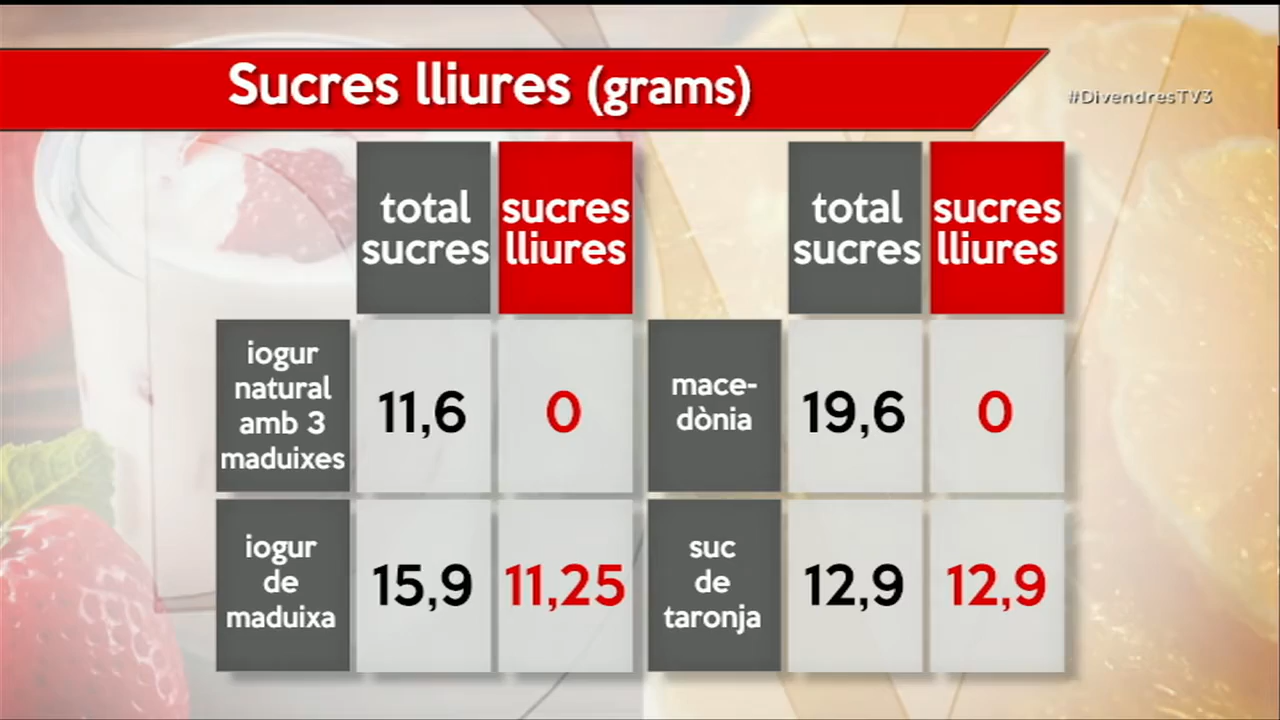 Sucres lliures (grams)
#DivendresTV3
total
sucres
sucres
lliures
total
sucres
sucres
lliures
iogur
natural
amb 3
maduixes
11,6
0
mace-
dònia
19,6
0
iogur
de
maduixa
15,9
11,25
suc
de
taronja
12,9
12,9